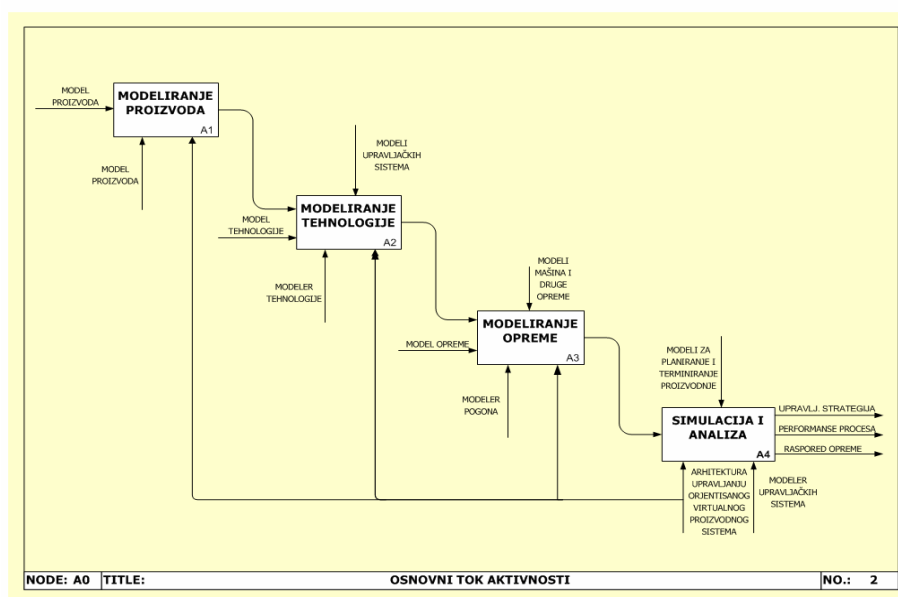 MODEL
PROIZVODA
MODELIRANJE
PROIZVODA
A1
MODEL
PROIZVODA
MODELI
UPRAVLJAČKIH
SISTEMA
MODELIRANJE
TEHNOLOGIJE
A2
MODEL
TEHNOLOGIJE
MODELER
TEHNOLOGIJE
MODELI
MAŠINA I
DRUGE
OPREME
MODELIRANJE
OPREME
A3
MODEL OPREME
MODELER
POGONA
MODELI ZA
PLANIRANJE I
TERMINIRANJE
PROIZVODNJE
SIMULACIJA I
ANALIZA
A4
UPRAVLJ. STRATEGIJA
PERFORMANSE PROCESA
RASPORED OPREME
ARHITEKTURA
UPRAVLJANJU
ORJENTISANOG
VIRTUALNOG
PROIZVODNOG
SISTEMA
MODELER
UPRAVLJAČKIH
SISTEMA
NODE: A0 TITLE: OSNOVNI TOK AKTIVNOSTI NO.: 2